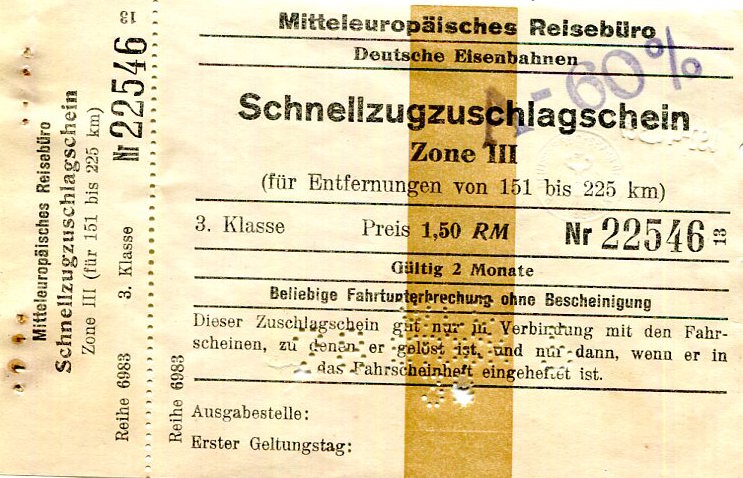 13
Mitteleuropäisches Reisebüro
Schnellzugzuschlagschein
Zone III (für 151 bis 225 km)
Nr 22546
3. Klasse
Reihe 6983
Reihe 6983
Mitteleuropäisches Reisebüro
Deutsche Eisenbahnen
A-60%
Schnellzugzuschlagschein
Zone III
(für Entfernungen von 151 bis 225 km)
3. Klasse Preis 1,50 RM Nr 22546 13
Gültig 2 Monate
Beliebige Fahrtunterbrechung ohne Bescheinigung
Dieser Zuschlagschein gilt nur in Verbindung mit den Fahr-
scheinen, zu denen er gelöst ist, und nur dann, wenn er in
das Fahrscheinheft eingeheftet ist.
Ausgabestelle:
Erster Geltungstag: